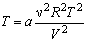 T = a v²R²T² / V²